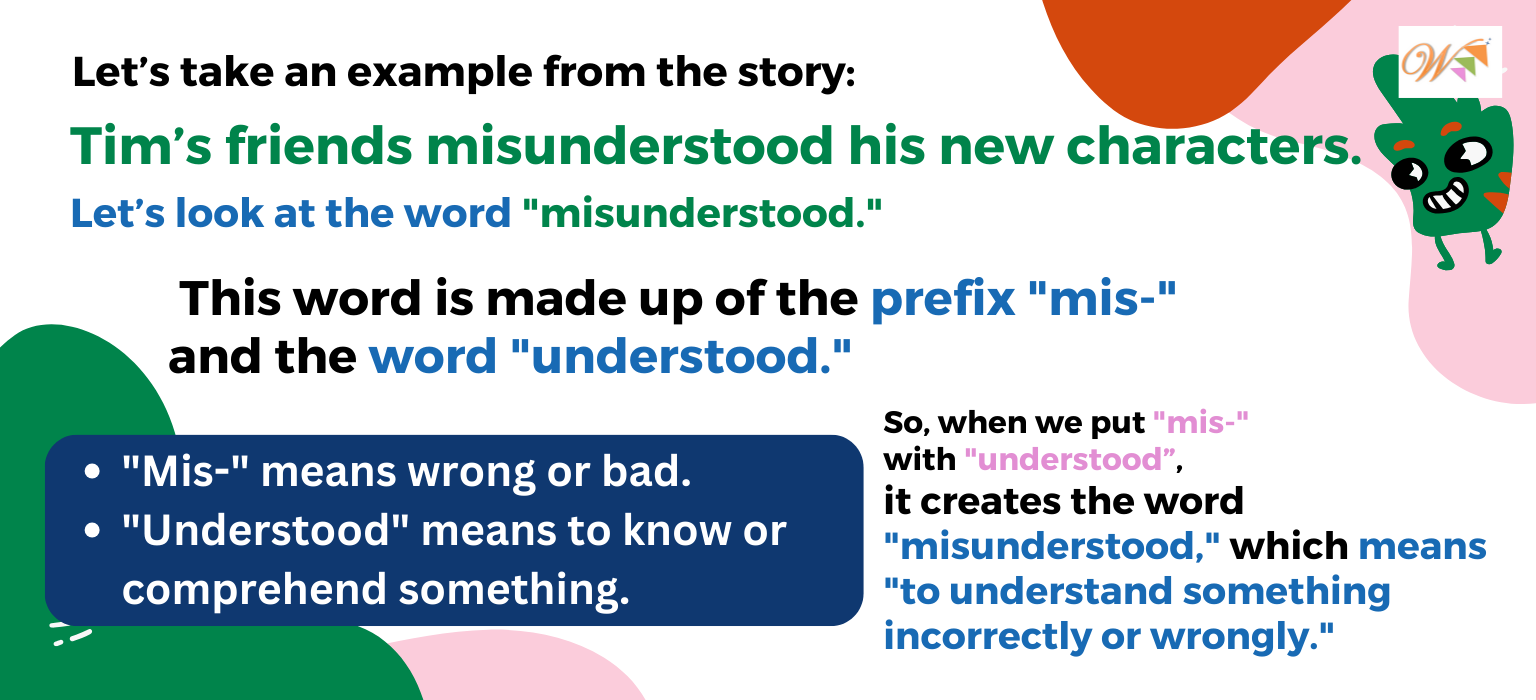 Let’s take an example from the story:
Tim’s friends misunderstood his new characters.
Let’s look at the word "misunderstood."
This word is made up of the prefix "mis-"
and the word "understood."
• "Mis-" means wrong or bad.
• "Understood" means to know or
comprehend something.
So, when we put "mis-"
with "understood”,
it creates the word
"misunderstood," which means
"to understand something
incorrectly or wrongly."
W